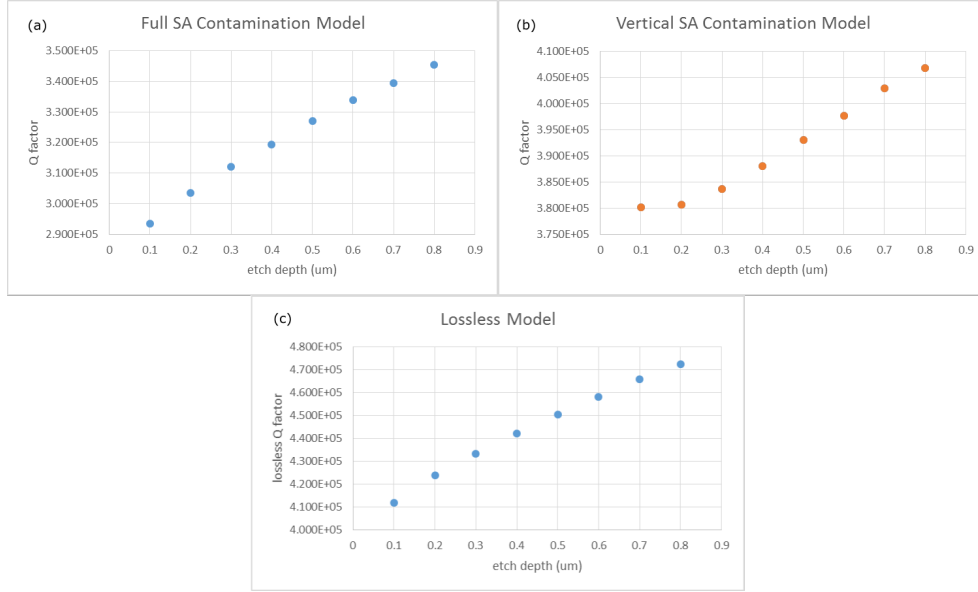 (a)
Full SA Contamination Model
3.500E+05
3.400E+05
3.300E+05
3.200E+05
3.100E+05
3.000E+05
2.900E+05
Q factor
0 0.1 0.2 0.3 0.4 0.5 0.6 0.7 0.8 0.9
etch depth (um)
(b)
Vertical SA Contamination Model
4.100E+05
4.050E+05
4.000E+05
3.950E+05
3.900E+05
3.850E+05
3.800E+05
3.750E+05
Q factor
0 0.1 0.2 0.3 0.4 0.5 0.6 0.7 0.8 0.9
etch depth (um)
(c)
Lossless Model
4.800E+05
4.700E+05
4.600E+05
4.500E+05
4.400E+05
4.300E+05
4.200E+05
4.100E+05
4.000E+05
lossless Q factor
0 0.1 0.2 0.3 0.4 0.5 0.6 0.7 0.8 0.9
etch depth (um)